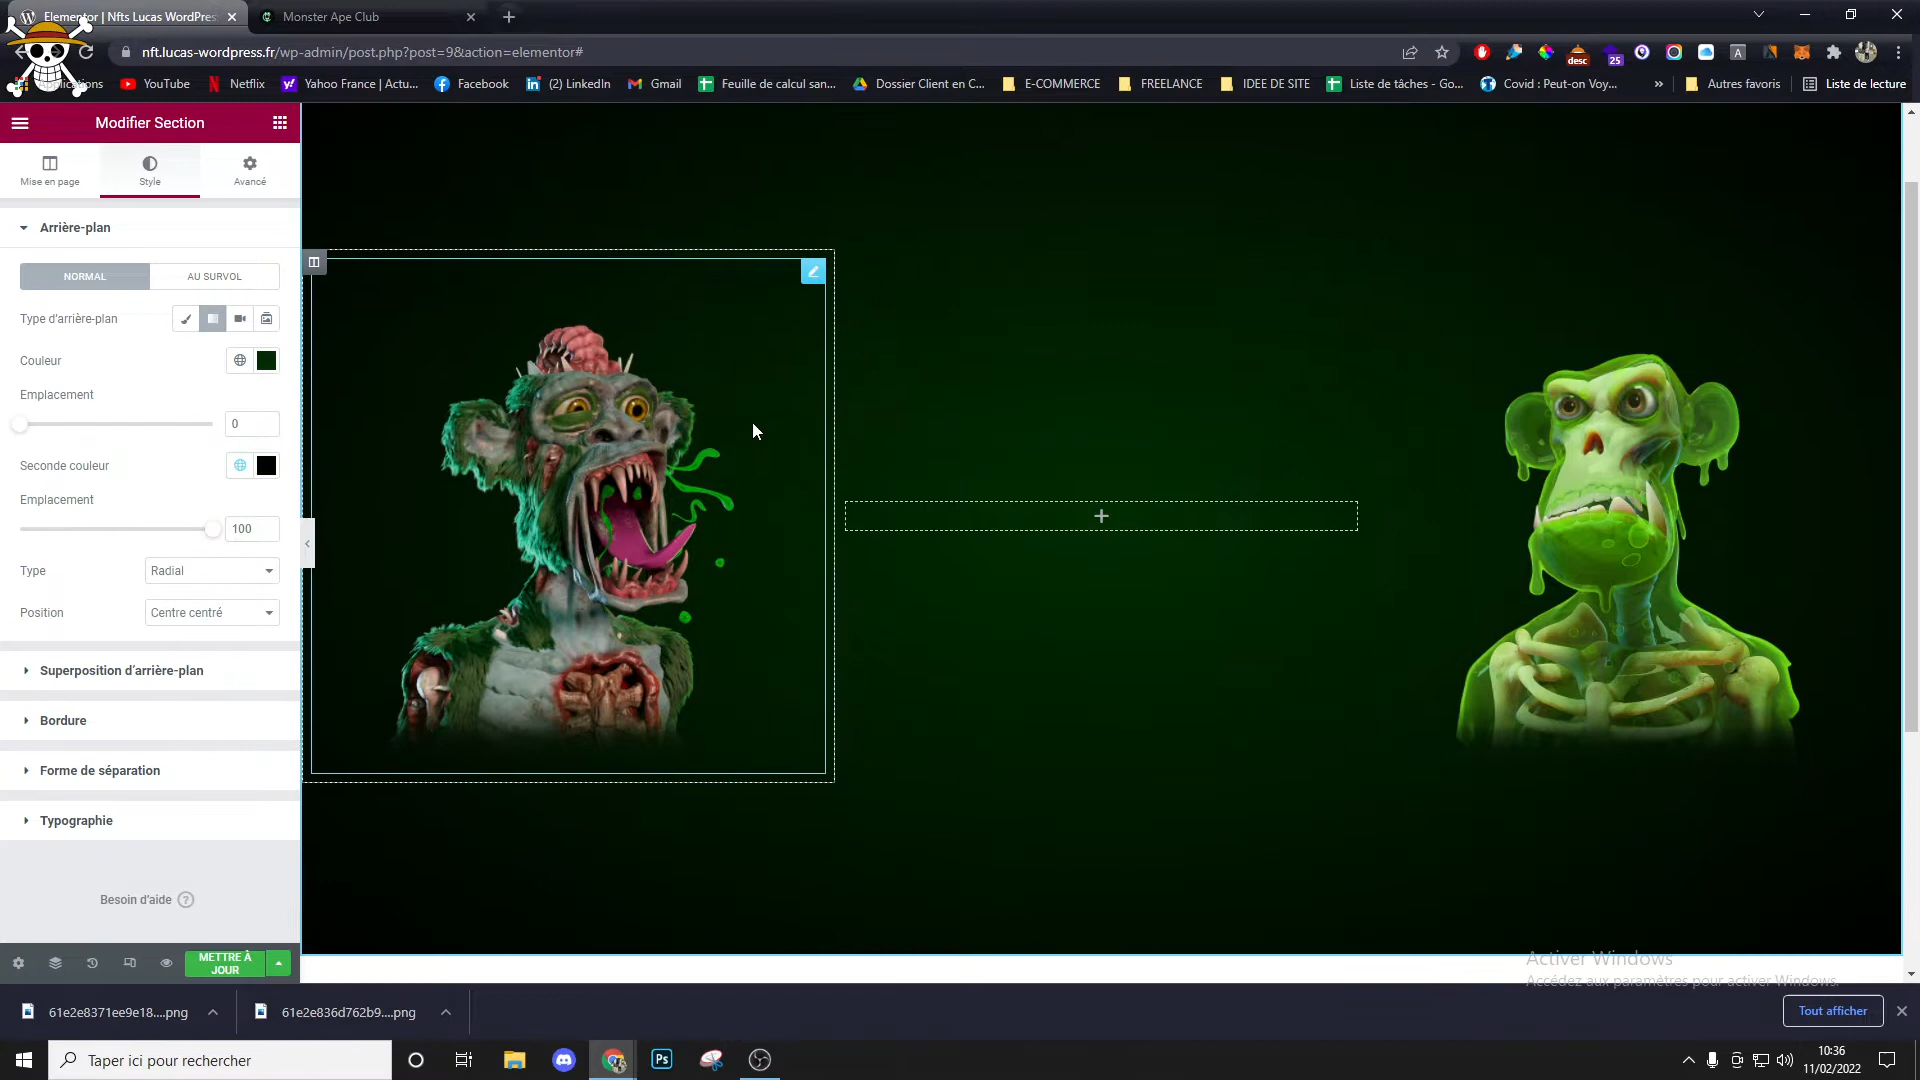 Elementor | Nfts Lucas WordPres
Monster Ape Club
nft.lucas-wordpress.fr/wp-admin/post.php?post=9&action=elementor#
desc
25
A
YouTube
Netflix
Yahoo France | Actu...
Facebook
(2) LinkedIn
Gmail
Feuille de calcul san...
Dossier Client en C...
E-COMMERCE
FREELANCE
IDEE DE SITE
Liste de tâches - Go...
Covid : Peut-on Voy...
»
Autres favoris
Liste de lecture
Modifier Section
Mise en page
Style
Avancé
Arrière-plan
NORMAL
AU SURVOL
Type d'arrière-plan
Couleur
Emplacement
0
Seconde couleur
Emplacement
100
Type
Radial
Position
Centre centré
Superposition d'arrière-plan
Bordure
Forme de séparation
Typographie
Besoin d'aide ?
METTRE À
JOUR
Activer Windows
Accédez aux paramètres pour activer Windows.
61e2e8371ee9e18....png
61e2e836d762b9....png
Tout afficher
Taper ici pour rechercher
Ps
10:36
11/02/2022